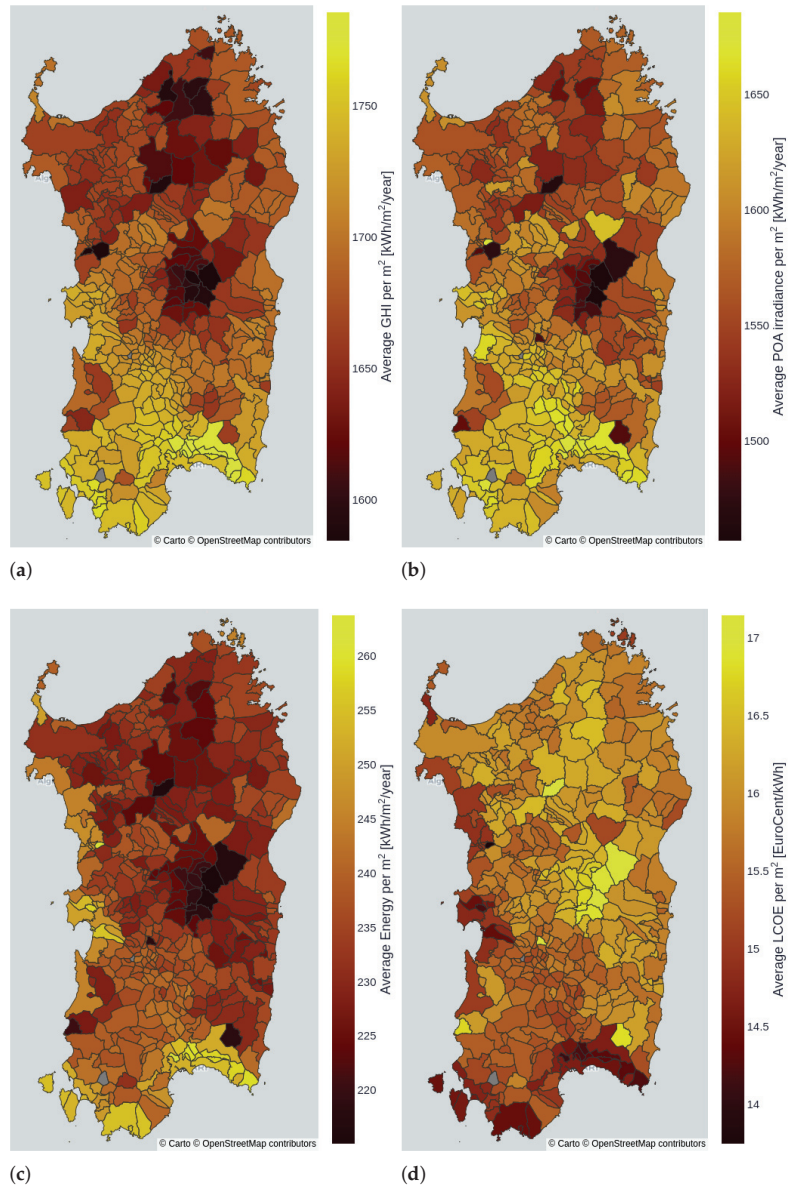 1750
1700
1650
1600
Average GHI per m² [kWh/m²/year]
© Carto © OpenStreetMap contributors
(a)
1650
1600
1550
1500
Average POA irradiance per m² [kWh/m²/year]
© Carto © OpenStreetMap contributors
(b)
260
255
250
245
240
235
230
225
220
Average Energy per m² [kWh/m²/year]
© Carto © OpenStreetMap contributors
(c)
17
16.5
16
15.5
15
14.5
14
Average LCOE per m² [EuroCent/kWh]
© Carto © OpenStreetMap contributors
(d)